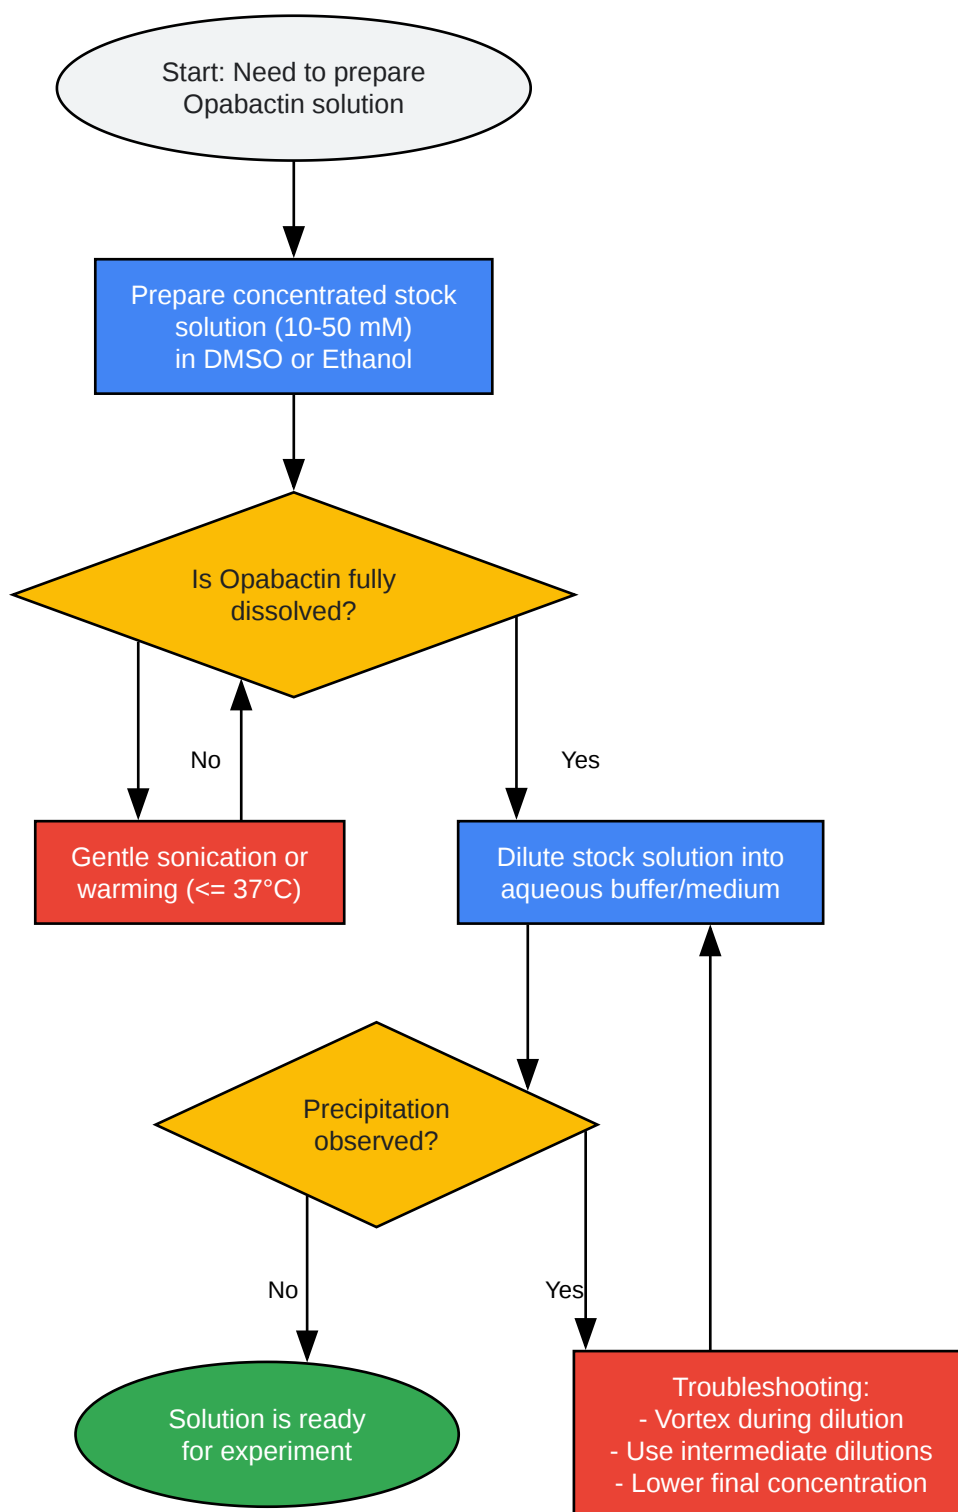 Start: Need to prepare
Opabactin solution
Prepare concentrated stock
solution (10-50 mM)
in DMSO or Ethanol
Is Opabactin fully
dissolved?
No
Yes
Gentle sonication or
warming (<= 37°C)
Dilute stock solution into
aqueous buffer/medium
Precipitation
observed?
No
Yes
Solution is ready
for experiment
Troubleshooting:
- Vortex during dilution
- Use intermediate dilutions
- Lower final concentration